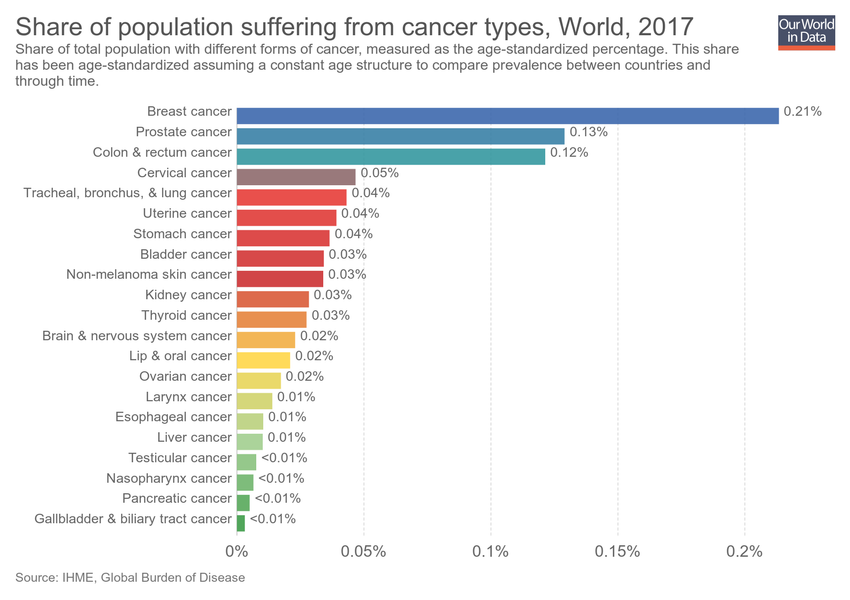 Share of population suffering from cancer types, World, 2017
Our World
in Data
Share of total population with different forms of cancer, measured as the age-standardized percentage. This share
has been age-standardized assuming a constant age structure to compare prevalence between countries and
through time.
Breast cancer 0.21%
Prostate cancer 0.13%
Colon & rectum cancer 0.12%
Cervical cancer 0.05%
Tracheal, bronchus, & lung cancer 0.04%
Uterine cancer 0.04%
Stomach cancer 0.04%
Bladder cancer 0.03%
Non-melanoma skin cancer 0.03%
Kidney cancer 0.03%
Thyroid cancer 0.03%
Brain & nervous system cancer 0.02%
Lip & oral cancer 0.02%
Ovarian cancer 0.02%
Larynx cancer 0.01%
Esophageal cancer 0.01%
Liver cancer 0.01%
Testicular cancer <0.01%
Nasopharynx cancer <0.01%
Pancreatic cancer <0.01%
Gallbladder & biliary tract cancer <0.01%
0% 0.05% 0.1% 0.15% 0.2%
Source: IHME, Global Burden of Disease